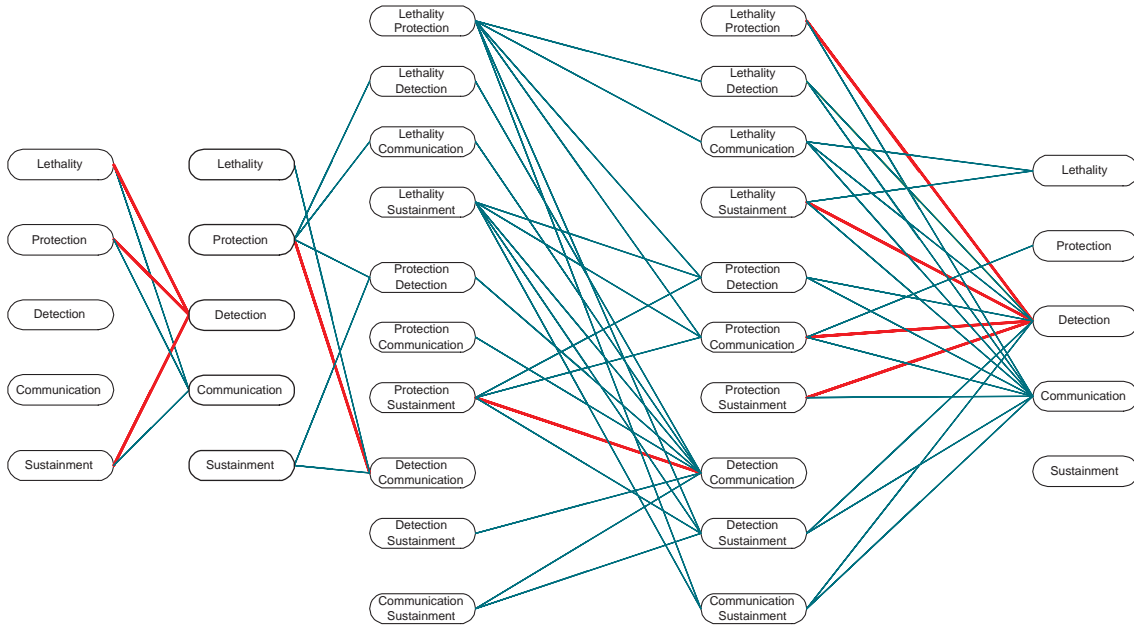 Lethality
Protection
Detection
Communication
Sustainment
Lethality
Protection
Detection
Communication
Sustainment
Lethality
Protection
Lethality
Detection
Lethality
Communication
Lethality
Sustainment
Protection
Detection
Protection
Communication
Protection
Sustainment
Detection
Communication
Detection
Sustainment
Communication
Sustainment
Lethality
Protection
Lethality
Detection
Lethality
Communication
Lethality
Sustainment
Protection
Detection
Protection
Communication
Protection
Sustainment
Detection
Communication
Detection
Sustainment
Communication
Sustainment
Lethality
Protection
Detection
Communication
Sustainment